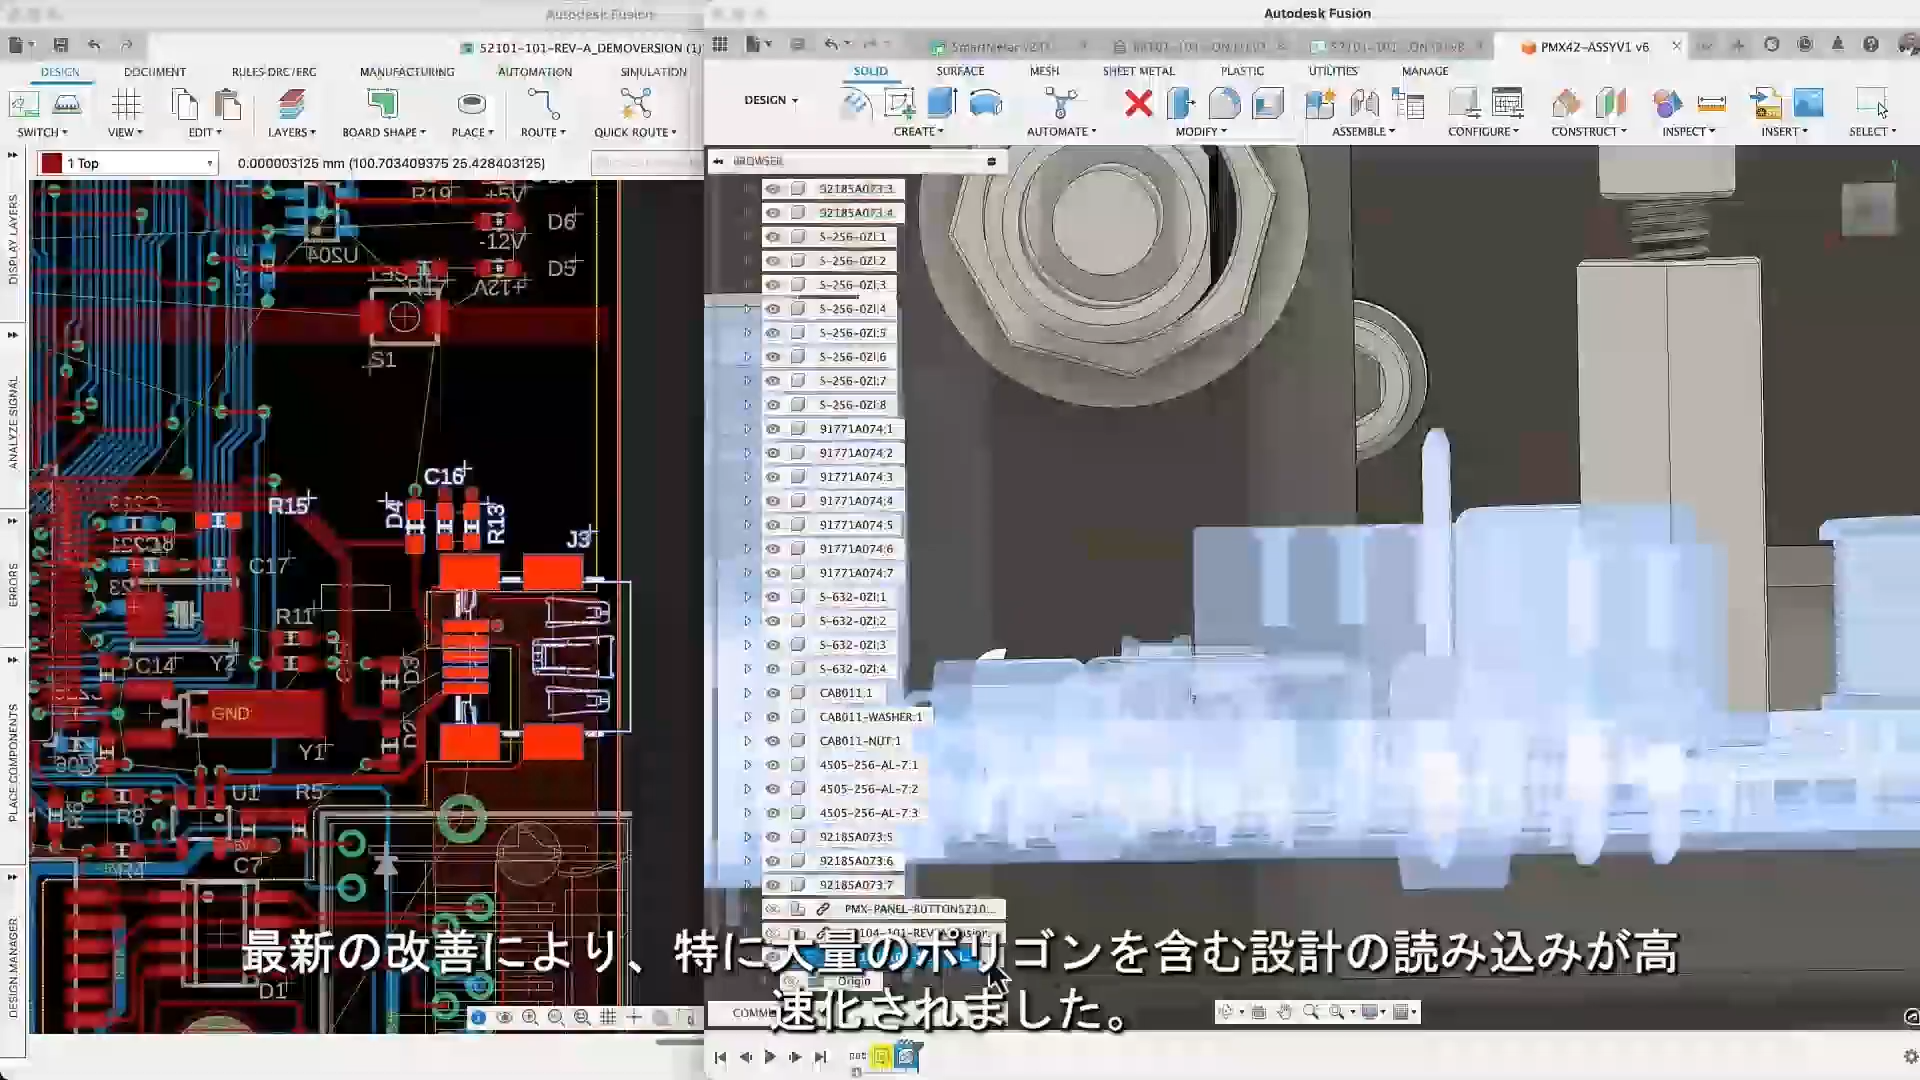 Autodesk Fusion
Autodesk Fusion
52101-101-REV-A_DEMOVERSION (1)
PMX42-ASSYV1 v6
DESIGN
DOCUMENT
RULES DRC/ERC
MANUFACTURING
AUTOMATION
SIMULATION
SWITCH
VIEW
EDIT
LAYERS
BOARD SHAPE
PLACE
ROUTE
QUICK ROUTE
SOLID
SURFACE
MESH
SHEET METAL
PLASTIC
UTILITIES
MANAGE
DESIGN
CREATE
AUTOMATE
MODIFY
ASSEMBLE
CONFIGURE
CONSTRUCT
INSPECT
INSERT
SELECT
1 Top
0.000003125 mm (100.703409375 25.428403125)
DISPLAY LAYERS
ANALYZE SIGNAL
ERRORS
PLACE COMPONENTS
DESIGN MANAGER
R19
+5V
D6
-12V
U204
D5
+12V
S1
C16
R15
D4
R13
J3
C17
R11
C14
Y2
D3
GND
Y1
D2
U1
R5
R8
C7
R4
D1
BROWSER
92185A073:3
92185A073:4
S-256-0ZI:1
S-256-0ZI:2
S-256-0ZI:3
S-256-0ZI:4
S-256-0ZI:5
S-256-0ZI:6
S-256-0ZI:7
S-256-0ZI:8
91771A074:1
91771A074:2
91771A074:3
91771A074:4
91771A074:5
91771A074:6
91771A074:7
S-632-0ZI:1
S-632-0ZI:2
S-632-0ZI:3
S-632-0ZI:4
CAB011:1
CAB011-WASHER:1
CAB011-NUT:1
4505-256-AL-7:1
4505-256-AL-7:2
4505-256-AL-7:3
92185A073:5
92185A073:6
92185A073:7
PMX-PANEL-BUTTON5210...
Origin
最新の改善により、特に大量のポリゴンを含む設計の読み込みが高
速化されました。